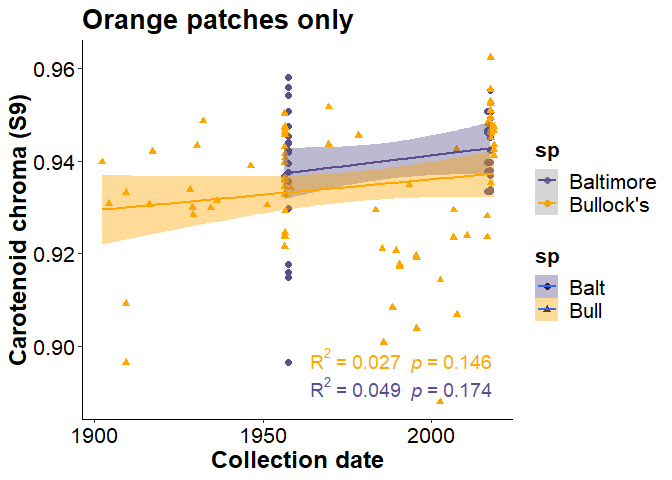 Orange patches only
Carotenoid chroma (S9)
0.96
0.94
0.92
0.90
R² = 0.027 p = 0.146
R² = 0.049 p = 0.174
1900
1950
2000
Collection date
sp
Baltimore
Bullock's
sp
Balt
Bull